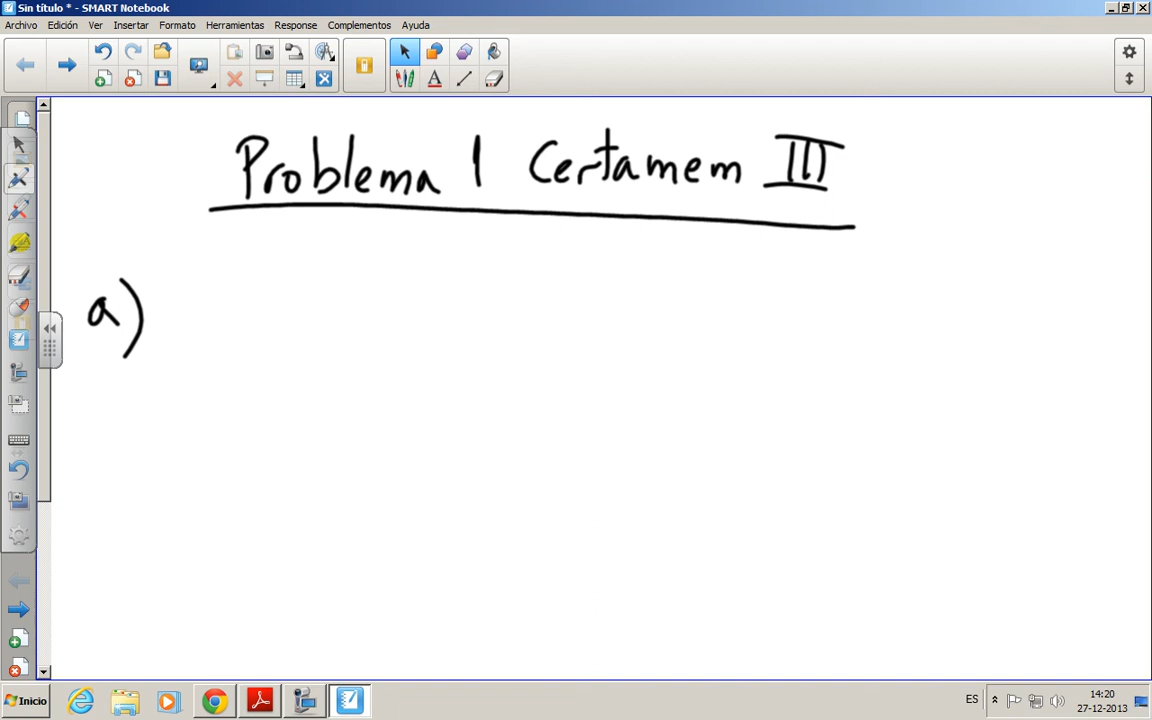 Sin título * - SMART Notebook
Archivo Edición Ver Insertar Formato Herramientas Response Complementos Ayuda
Problema 1 Certamem III
a)
Inicio
ES
14:20
27-12-2013